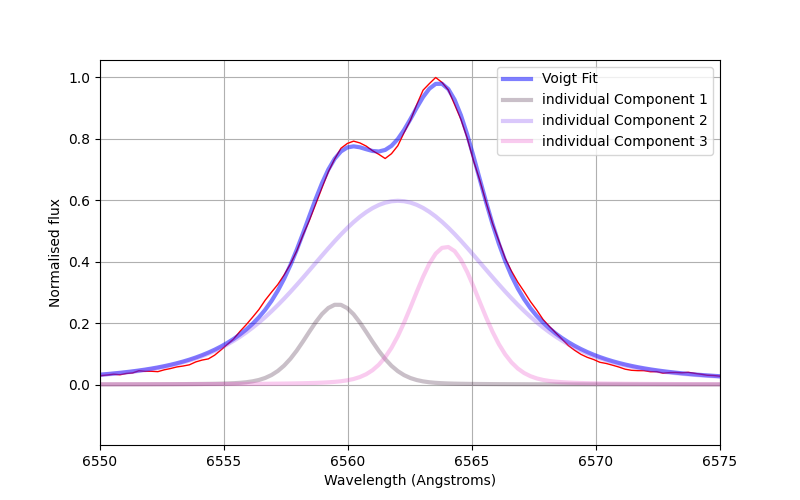 1.0
0.8
0.6
0.4
0.2
0.0
Normalised flux
Voigt Fit
individual Component 1
individual Component 2
individual Component 3
6550 6555 6560 6565 6570 6575
Wavelength (Angstroms)